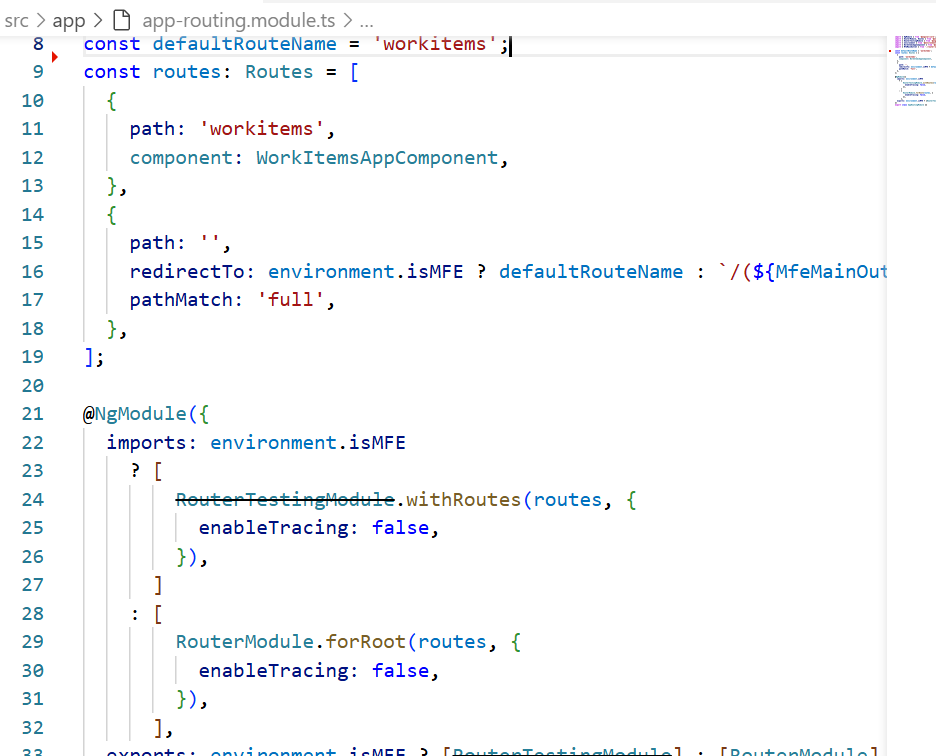 src > app > app-routing.module.ts > ...
8 const defaultRouteName = 'workitems';
9 const routes: Routes = [
10 {
11 path: 'workitems',
12 component: WorkItemsAppComponent,
13 },
14 {
15 path: '',
16 redirectTo: environment.isMFE ? defaultRouteName : `/(${MfeMainOut
17 pathMatch: 'full',
18 },
19 ];
20
21 @NgModule({
22 imports: environment.isMFE
23 ? [
24 RouterTestingModule.withRoutes(routes, {
25 enableTracing: false,
26 }),
27 ]
28 : [
29 RouterModule.forRoot(routes, {
30 enableTracing: false,
31 }),
32 ],
33 exports: environment.isMFE ? [RouterTestingModule] : [RouterModule]